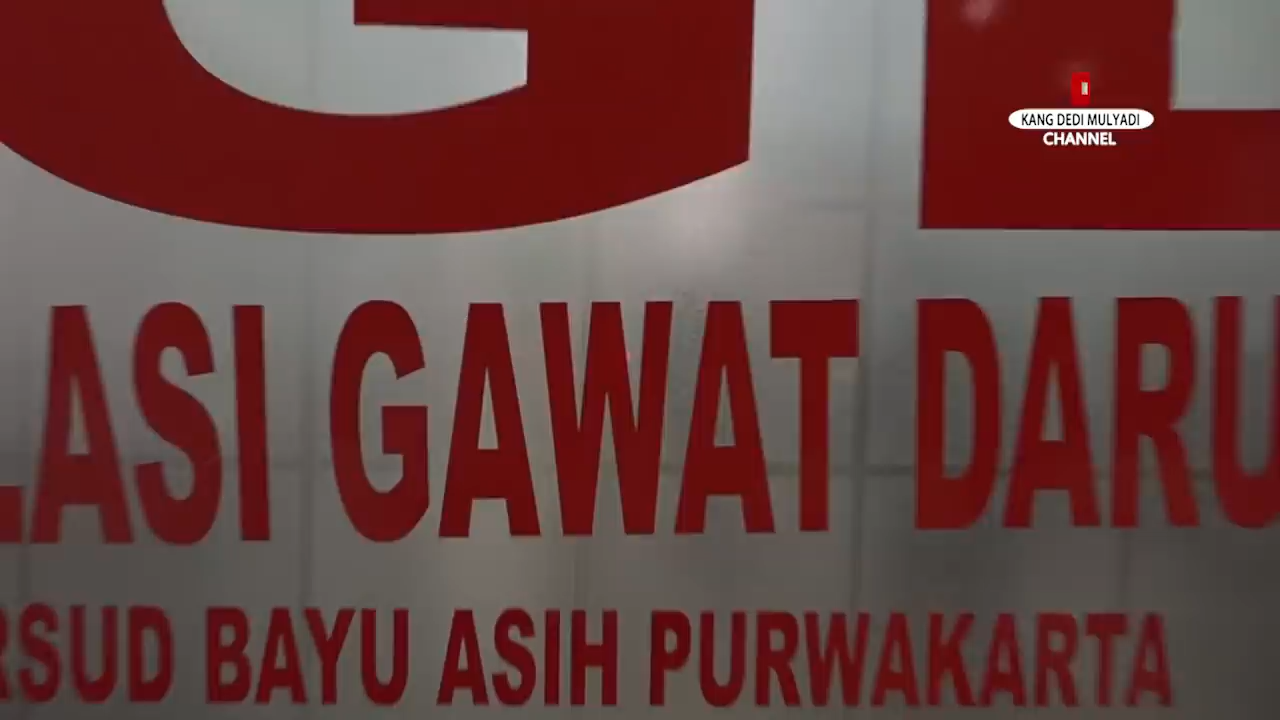 G
KANG DEDI MULYADI
CHANNEL
LASI GAWAT DARU
RSUD BAYU ASIH PURWAKARTA